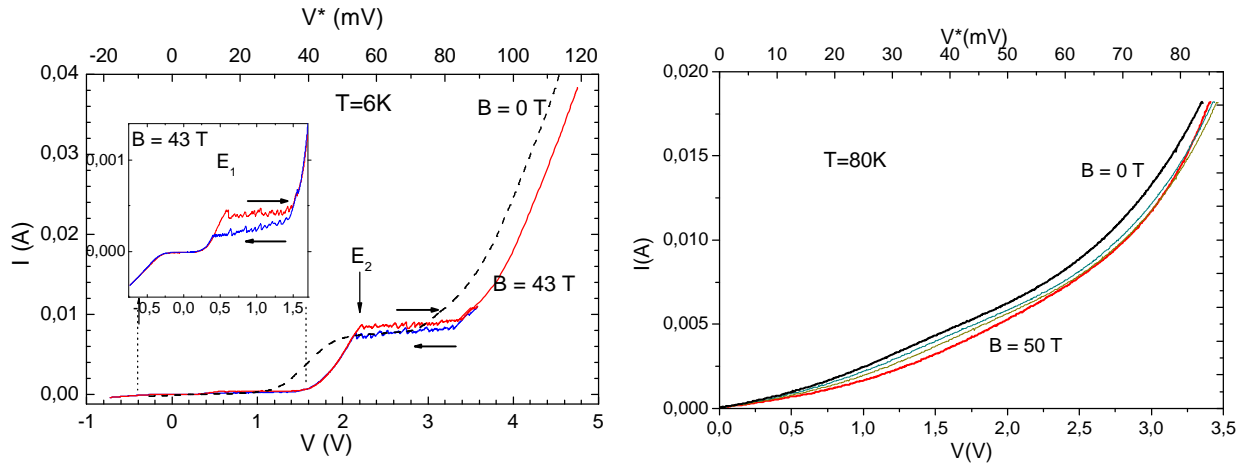 V* (mV)
-20 0 20 40 60 80 100 120
0,04
0,03
0,02
0,01
0,00
I (A)
T=6K
B = 0 T
B = 43 T
E2
B = 43 T
E1
0,001
0,000
-0,5 0,0 0,5 1,0 1,5
-1 0 1 2 3 4 5
V (V)
V*(mV)
0 10 20 30 40 50 60 70 80
0,020
0,015
0,010
0,005
0,000
I(A)
T=80K
B = 0 T
B = 50 T
0,0 0,5 1,0 1,5 2,0 2,5 3,0 3,5
V(V)